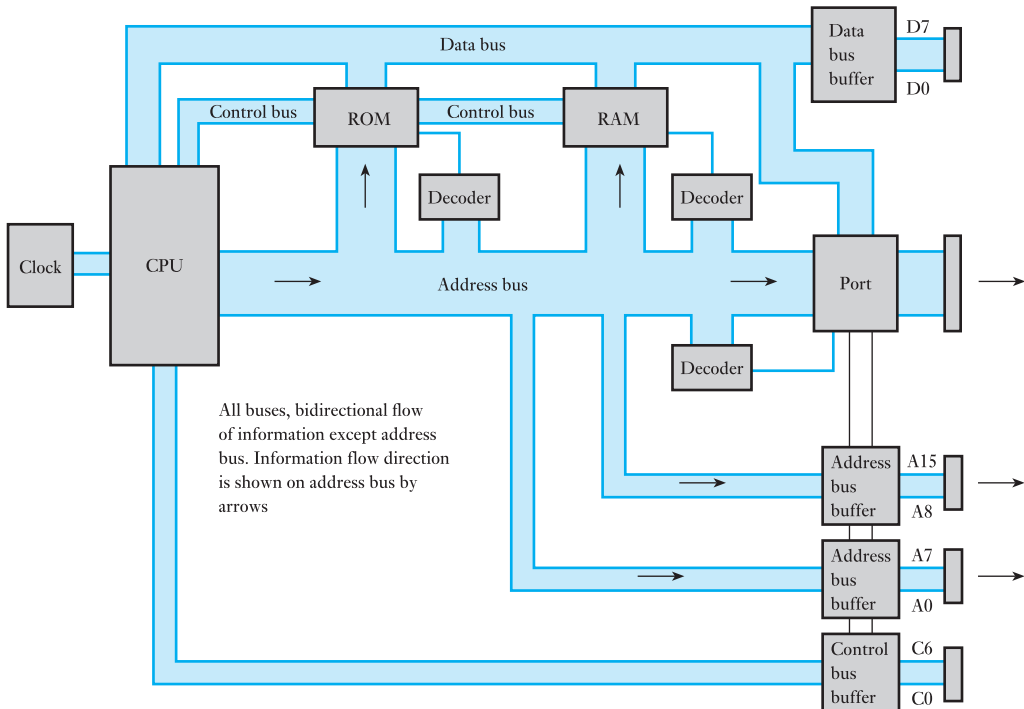 Data bus
Data
bus
buffer
D7
D0
Control bus
ROM
Control bus
RAM
Decoder
Decoder
Clock
CPU
Address bus
Port
Decoder
All buses, bidirectional flow
of information except address
bus. Information flow direction
is shown on address bus by
arrows
Address
bus
buffer
A15
A8
Address
bus
buffer
A7
A0
Control
bus
buffer
C6
C0